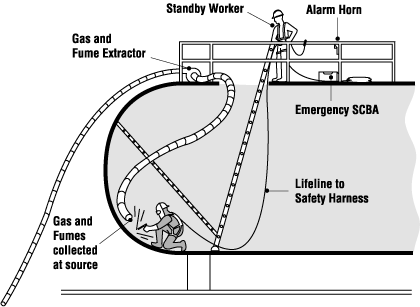 Standby Worker
Alarm Horn
Gas and
Fume Extractor
Emergency SCBA
Lifeline to
Safety Harness
Gas and
Fumes
collected
at source